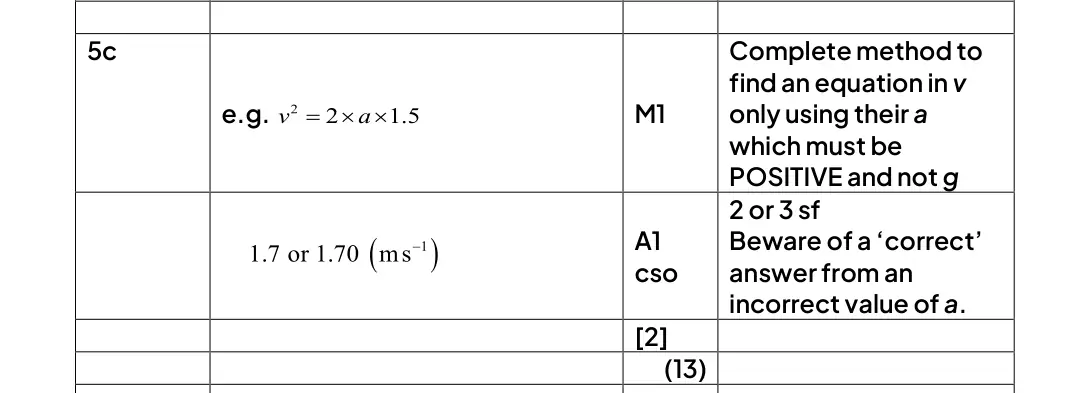 5c
e.g. v² = 2×a×1.5
M1
Complete method to
find an equation in v
only using their a
which must be
POSITIVE and not g
1.7 or 1.70 (m s⁻¹)
A1
cso
2 or 3 sf
Beware of a ‘correct’
answer from an
incorrect value of a.
[2]
(13)